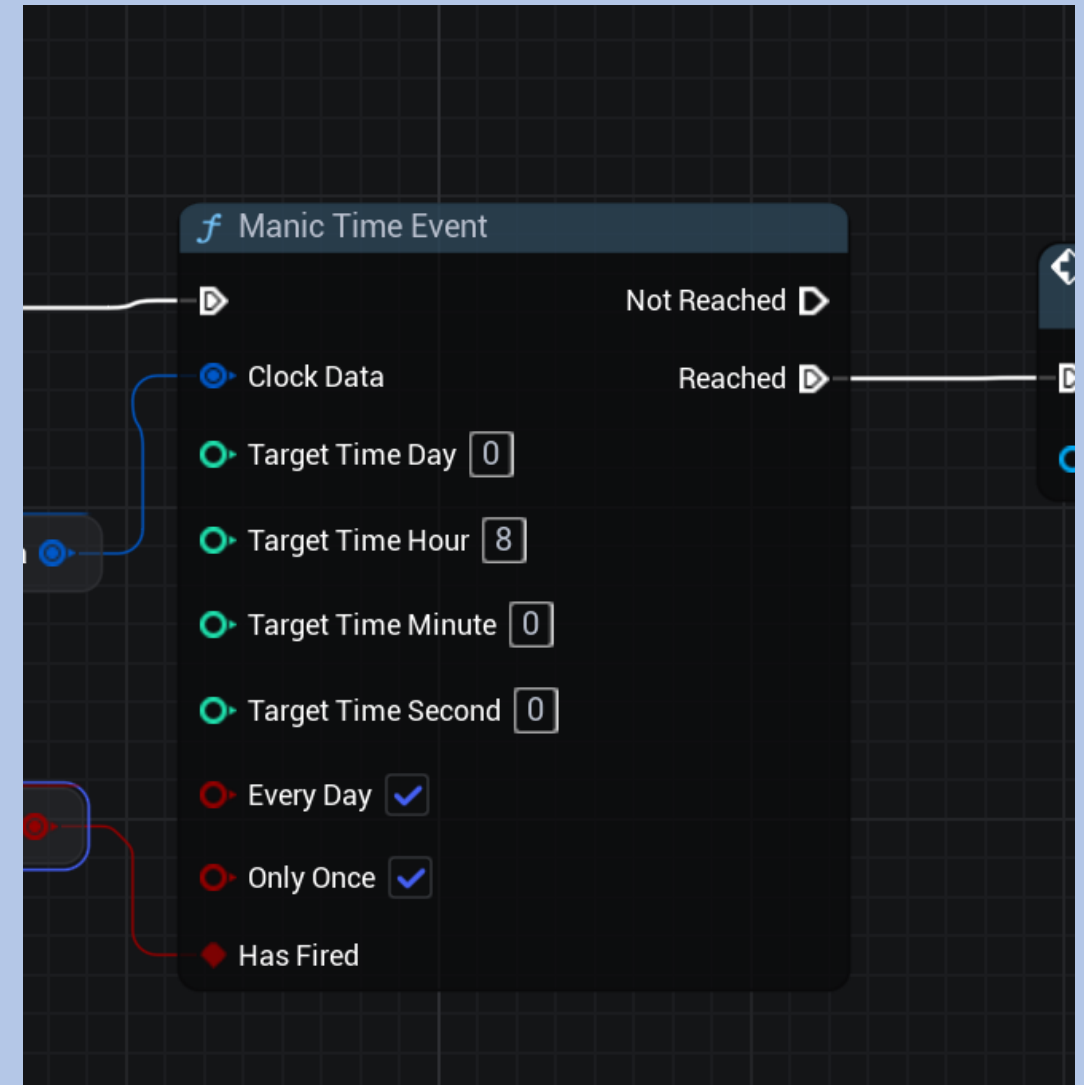 Manic Time Event
Not Reached
Clock Data
Reached
Target Time Day 0
Target Time Hour 8
Target Time Minute 0
Target Time Second 0
Every Day
Only Once
Has Fired